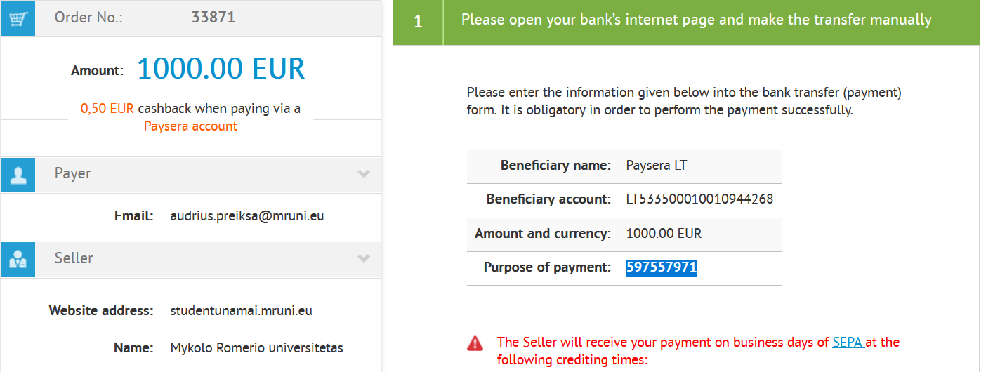 Order No.: 33871
Amount: 1000.00 EUR
0,50 EUR cashback when paying via a
Paysera account
Payer
Email: audrius.preiksa@mruni.eu
Seller
Website address: studentunamai.mruni.eu
Name: Mykolo Romerio universitetas
1 Please open your bank’s internet page and make the transfer manually
Please enter the information given below into the bank transfer (payment)
form. It is obligatory in order to perform the payment successfully.
Beneficiary name: Paysera LT
Beneficiary account: LT533500010010944268
Amount and currency: 1000.00 EUR
Purpose of payment: 597557971
The Seller will receive your payment on business days of SEPA at the
following crediting times: